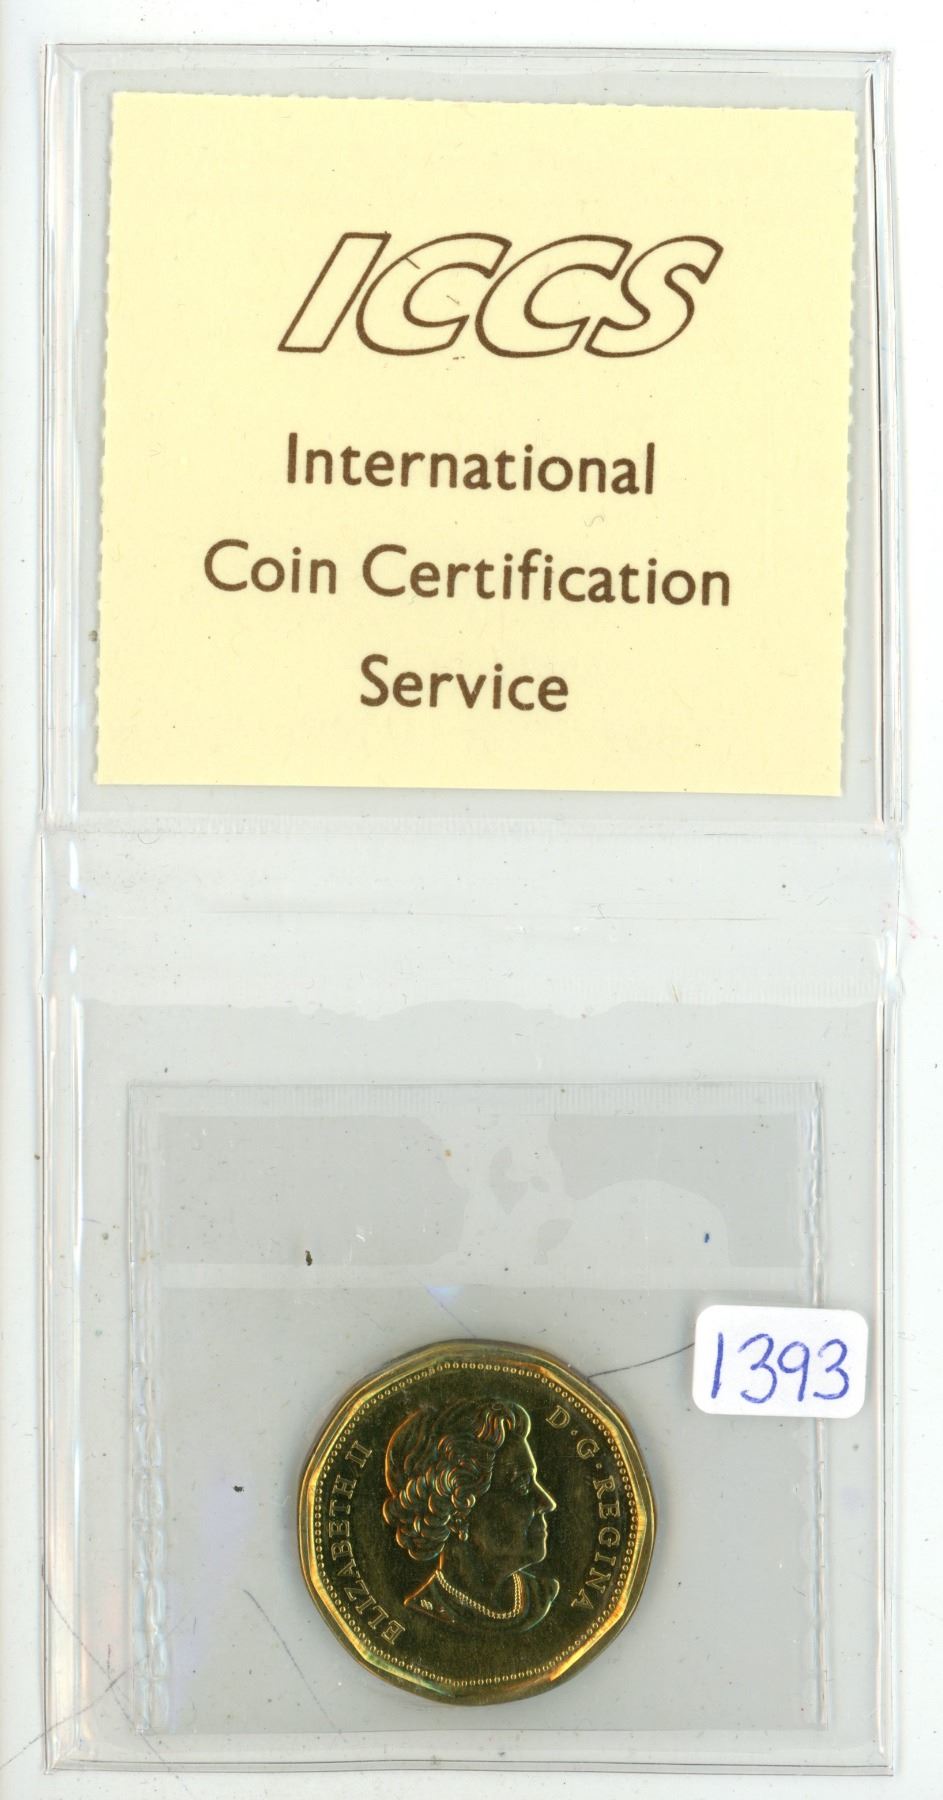 ICCS
International
Coin Certification
Service
1393
ELIZABETH II
D·G·REGINA